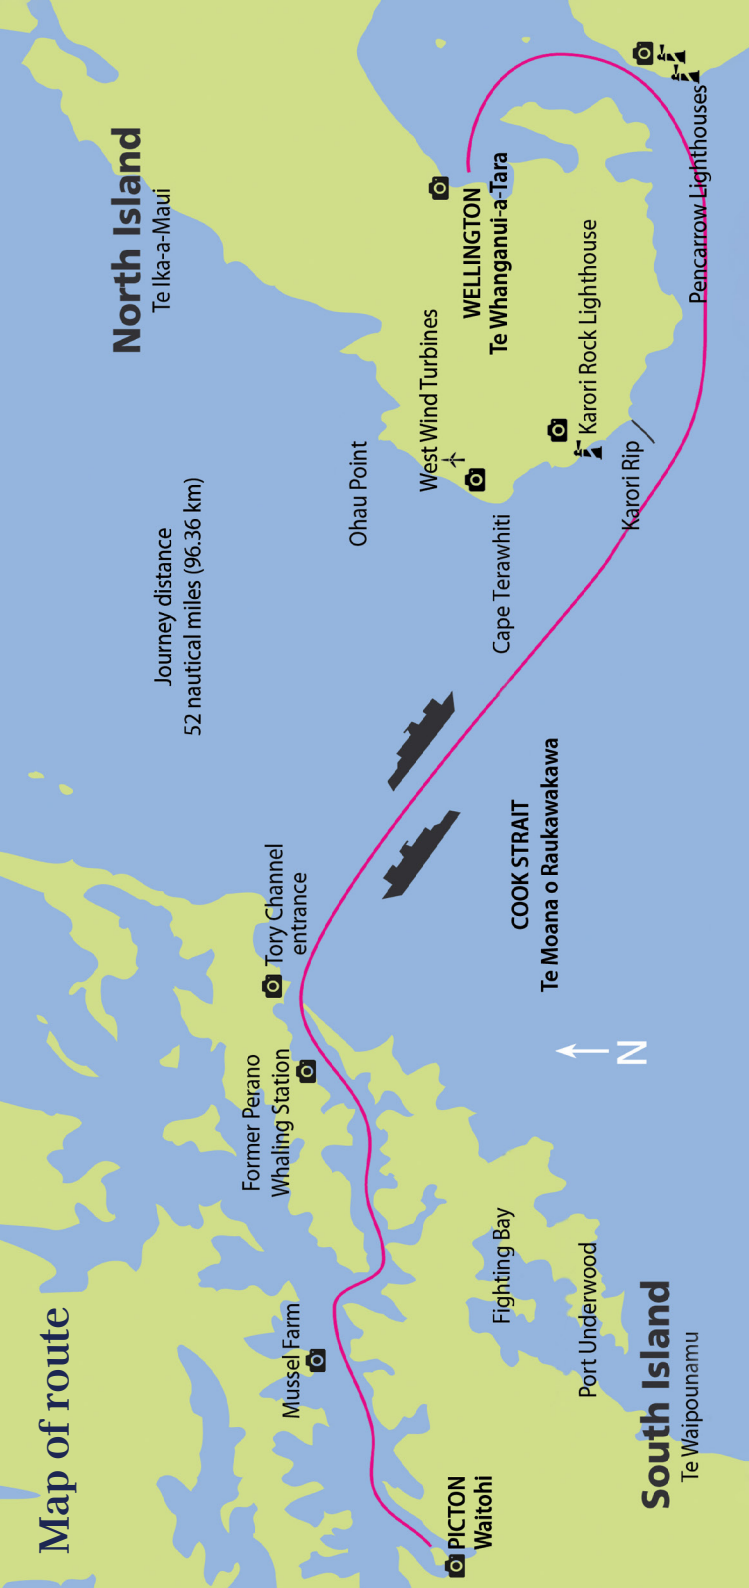 Map of route
North Island
Te Ika-a-Maui
Journey distance
52 nautical miles (96.36 km)
Ohau Point
West Wind Turbines
WELLINGTON
Te Whanganui-a-Tara
Cape Terawhiti
Karori Rock Lighthouse
Karori Rip
Pencarrow Lighthouses
Tory Channel
entrance
Former Perano
Whaling Station
Mussel Farm
COOK STRAIT
Te Moana o Raukawakawa
N
PICTON
Waitohi
Fighting Bay
Port Underwood
South Island
Te Waipounamu